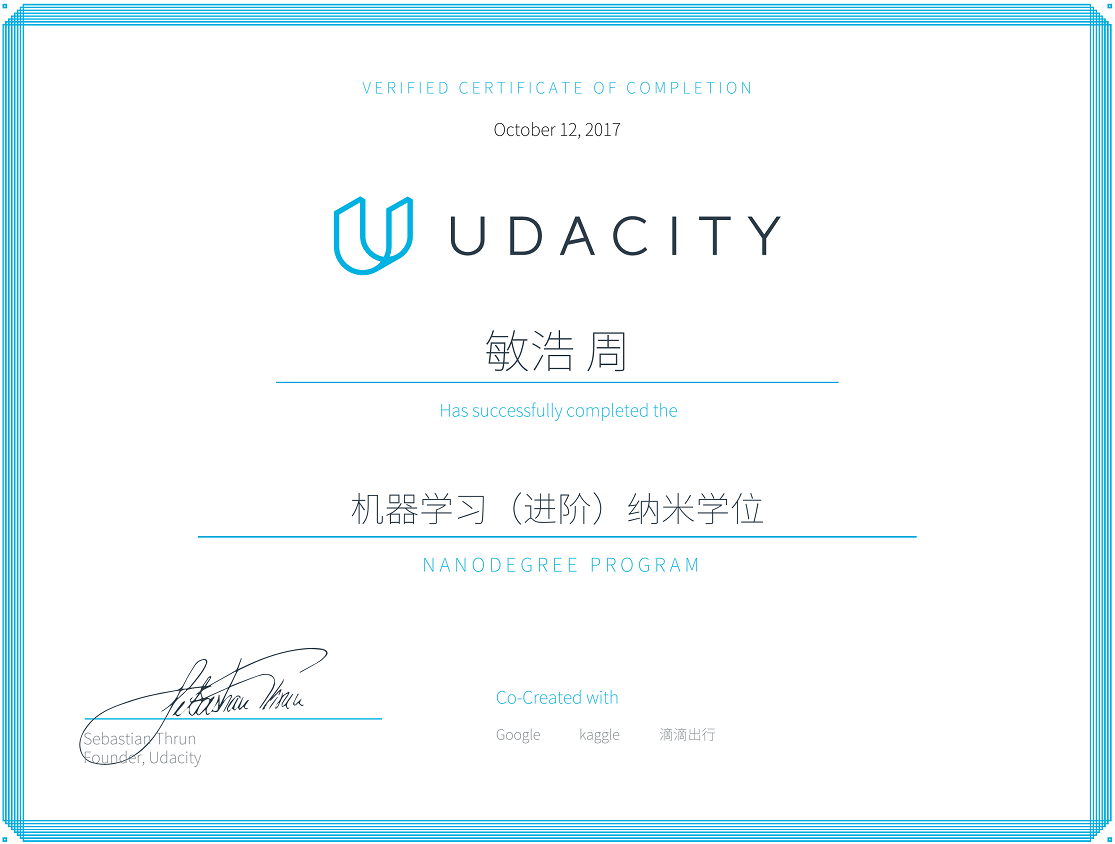 VERIFIED CERTIFICATE OF COMPLETION
October 12, 2017
UDACITY
敏浩 周
Has successfully completed the
机器学习（进阶）纳米学位
NANODEGREE PROGRAM
Sebastian Thrun
Sebastian Thrun
Founder, Udacity
Co-Created with
Google kaggle 滴滴出行